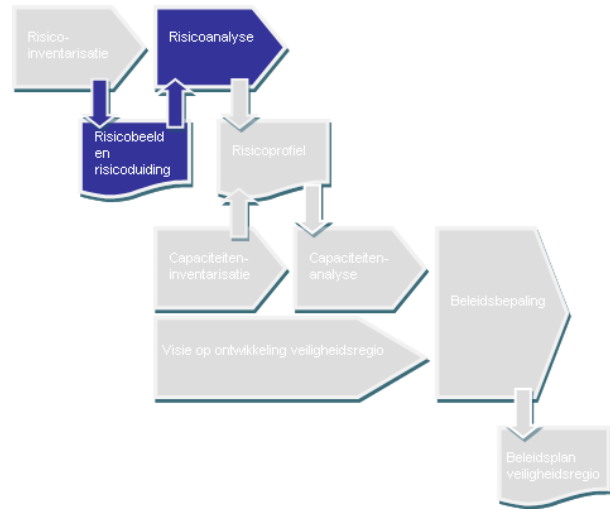 Risico-
inventarisatie
Risicoanalyse
Risicobeeld
en
risicoduiding
Risicoprofiel
Capaciteiten-
inventarisatie
Capaciteiten-
analyse
Beleidsbepaling
Visie op ontwikkeling veiligheidsregio
Beleidsplan
veiligheidsregio